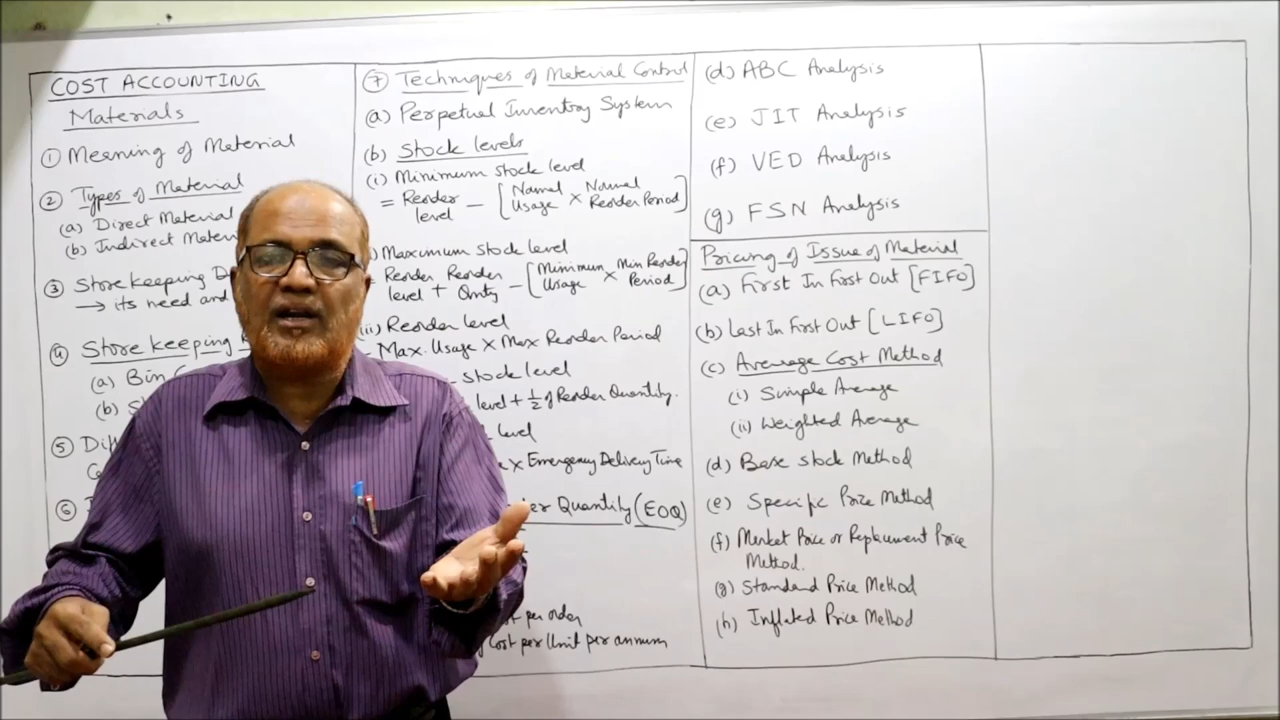 COST ACCOUNTING
Materials
① Meaning of Material
② Types of Material
(a) Direct Material
(b) Indirect
③ Store keeping
→ its need and
④ Store keeping
(a) Bin
(b)
⑤
⑥
⑦ Techniques of Material Control
(a) Perpetual Inventory System
(b) Stock levels
(i) Minimum stock level
= Reorder level − [Normal Usage × Normal Reorder Period]
Maximum stock level
Reorder level + Reorder Qnty − [Minimum Usage × Min Reorder Period]
Reorder level
Max. Usage × Max Reorder Period
stock level
level + 1/2 of Reorder Quantity.
level
× Emergency Delivery Time
Quantity (EOQ)
per order
Cost per Unit per annum
(d) ABC Analysis
(e) JIT Analysis
(f) VED Analysis
(g) FSN Analysis
Pricing of Issue of Material
(a) First In First Out [FIFO]
(b) Last In First Out [LIFO]
(c) Average Cost Method
(i) Simple Average
(ii) Weighted Average
(d) Base stock Method
(e) Specific Price Method
(f) Market Price or Replacement Price
Method.
(g) Standard Price Method
(h) Inflated Price Method